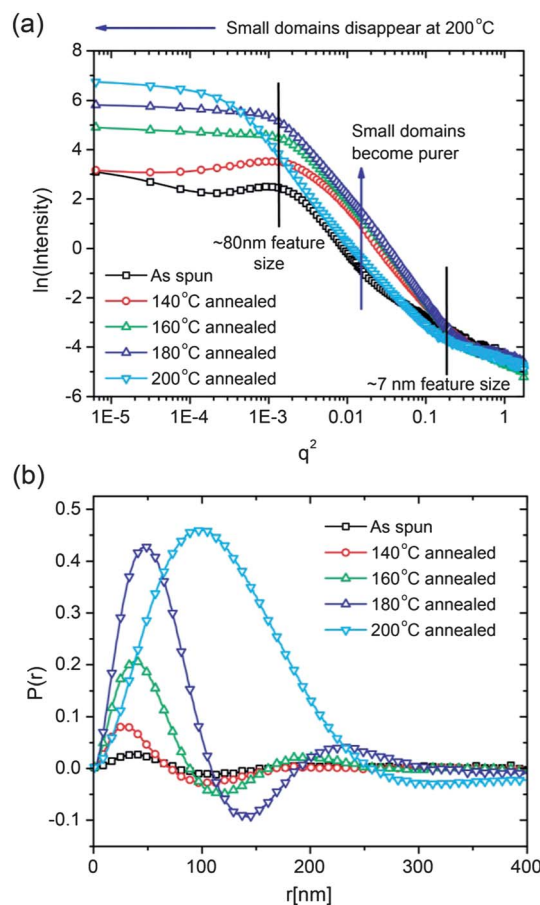 (a)
Small domains disappear at 200°C
6
4
2
0
-2
-4
-6
ln(Intensity)
Small domains
become purer
~80nm feature
size
As spun
140°C annealed
160°C annealed
180°C annealed
200°C annealed
~7 nm feature size
1E-5 1E-4 1E-3 0.01 0.1 1
q²
(b)
0.5
0.4
0.3
0.2
0.1
0.0
-0.1
P(r)
As spun
140°C annealed
160°C annealed
180°C annealed
200°C annealed
0 100 200 300 400
r[nm]